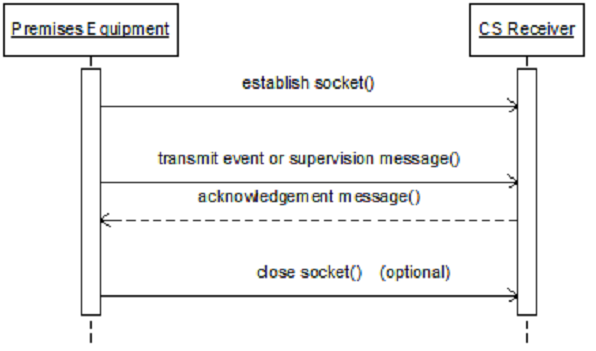 Premises Equipment
CS Receiver
establish socket()
transmit event or supervision message()
acknowledgement message()
close socket() (optional)